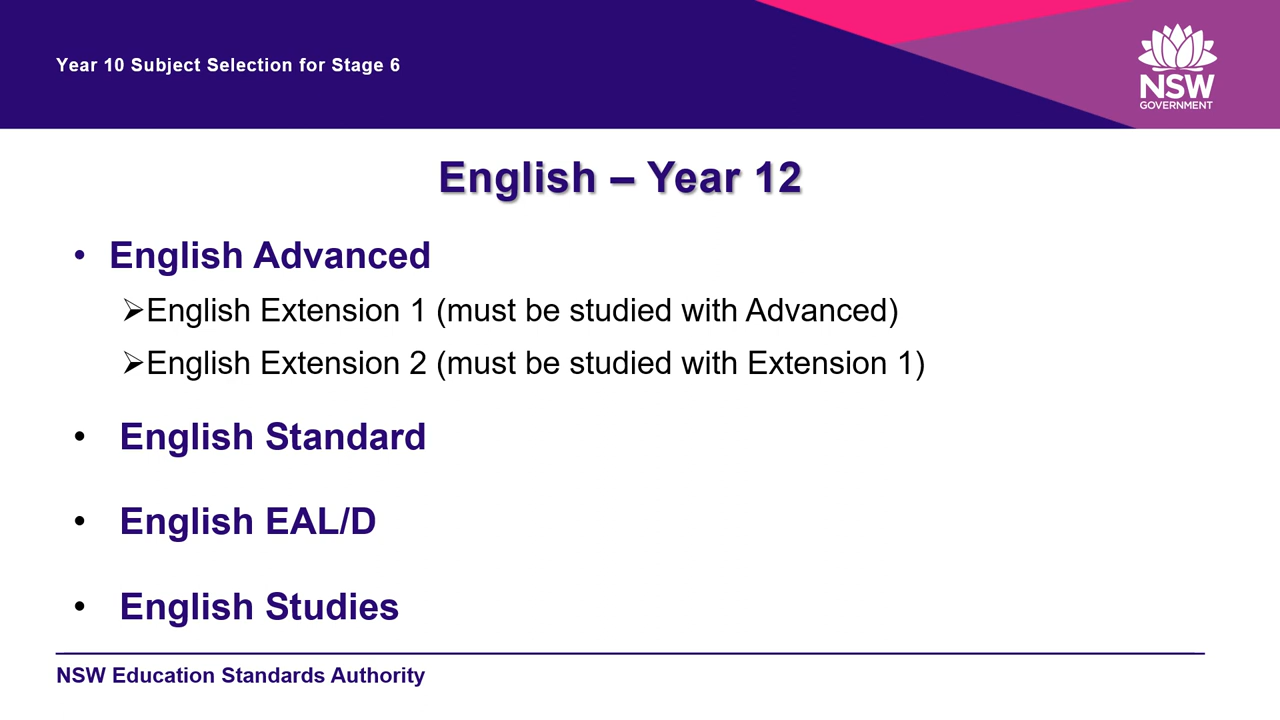 Year 10 Subject Selection for Stage 6
NSW
GOVERNMENT
English – Year 12
• English Advanced
➢English Extension 1 (must be studied with Advanced)
➢English Extension 2 (must be studied with Extension 1)
• English Standard
• English EAL/D
• English Studies
NSW Education Standards Authority